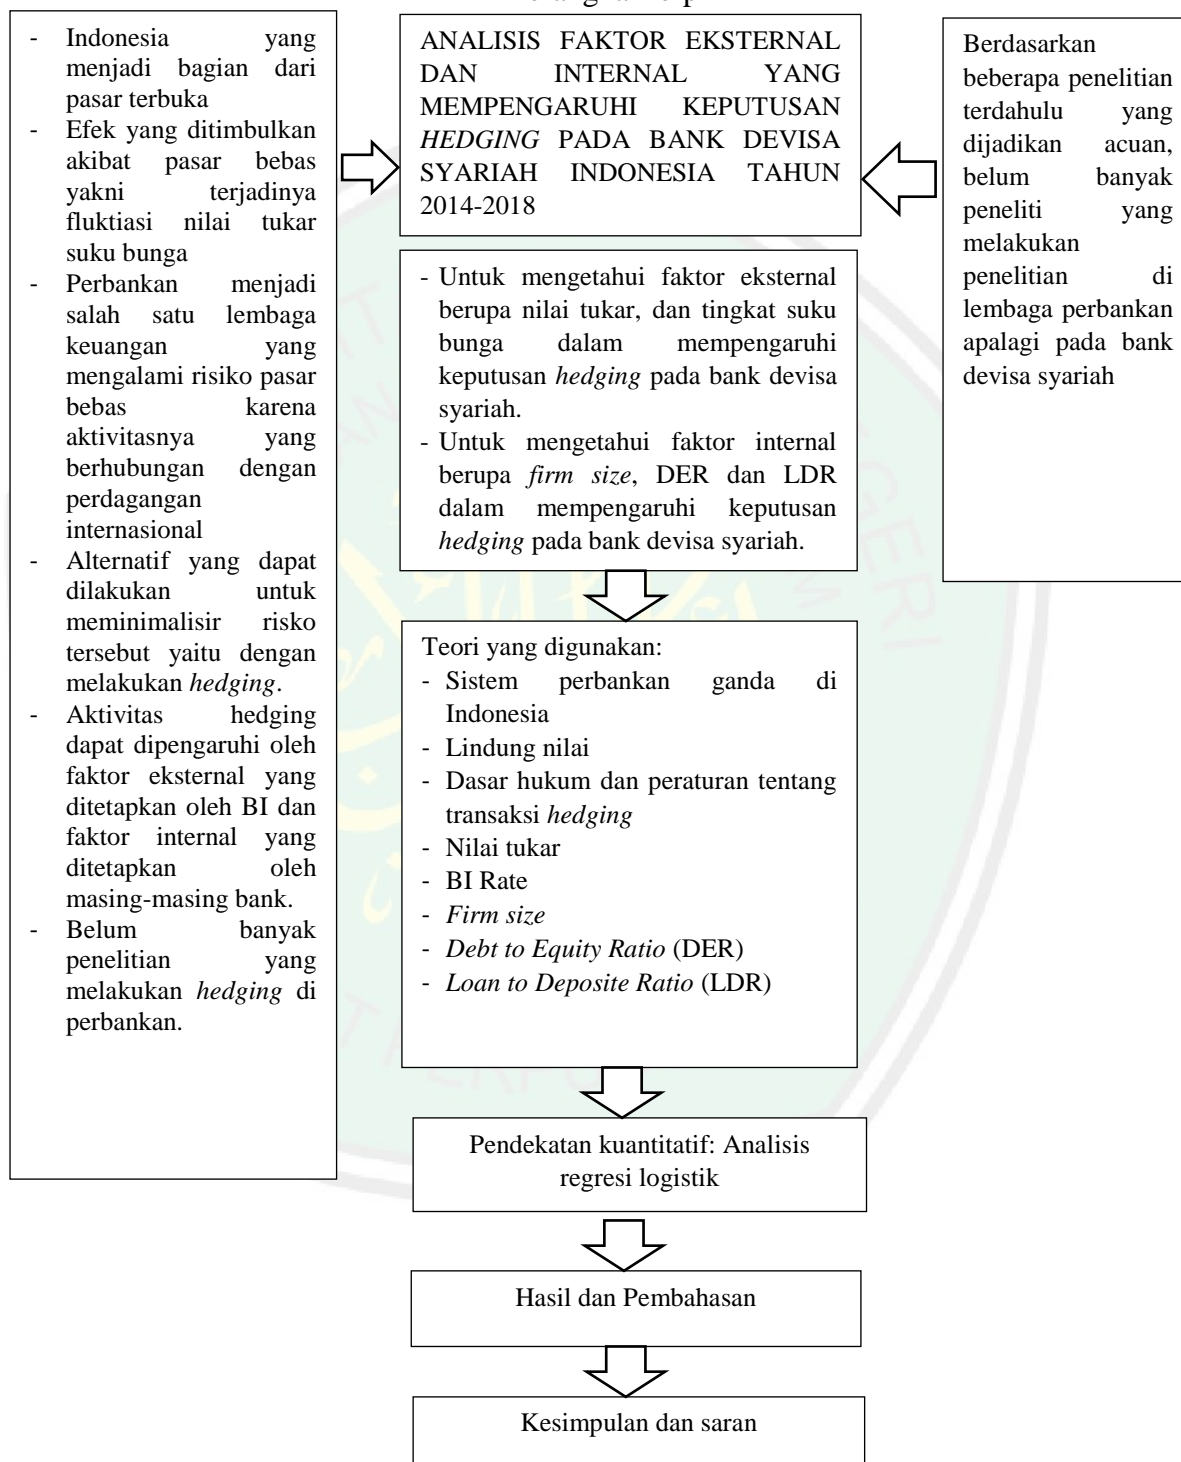 - Indonesia yang
menjadi bagian dari
pasar terbuka
- Efek yang ditimbulkan
akibat pasar bebas
yakni terjadinya
fluktiasi nilai tukar
suku bunga
- Perbankan menjadi
salah satu lembaga
keuangan yang
mengalami risiko pasar
bebas karena
aktivitasnya yang
berhubungan dengan
perdagangan
internasional
- Alternatif yang dapat
dilakukan untuk
meminimalisir risko
tersebut yaitu dengan
melakukan hedging.
- Aktivitas hedging
dapat dipengaruhi oleh
faktor eksternal yang
ditetapkan oleh BI dan
faktor internal yang
ditetapkan oleh
masing-masing bank.
- Belum banyak
penelitian yang
melakukan hedging di
perbankan.
ANALISIS FAKTOR EKSTERNAL
DAN INTERNAL YANG
MEMPENGARUHI KEPUTUSAN
HEDGING PADA BANK DEVISA
SYARIAH INDONESIA TAHUN
2014-2018
Berdasarkan
beberapa penelitian
terdahulu yang
dijadikan acuan,
belum banyak
peneliti yang
melakukan
penelitian di
lembaga perbankan
apalagi pada bank
devisa syariah
- Untuk mengetahui faktor eksternal
berupa nilai tukar, dan tingkat suku
bunga dalam mempengaruhi
keputusan hedging pada bank devisa
syariah.
- Untuk mengetahui faktor internal
berupa firm size, DER dan LDR
dalam mempengaruhi keputusan
hedging pada bank devisa syariah.
Teori yang digunakan:
- Sistem perbankan ganda di
Indonesia
- Lindung nilai
- Dasar hukum dan peraturan tentang
transaksi hedging
- Nilai tukar
- BI Rate
- Firm size
- Debt to Equity Ratio (DER)
- Loan to Deposite Ratio (LDR)
Pendekatan kuantitatif: Analisis
regresi logistik
Hasil dan Pembahasan
Kesimpulan dan saran